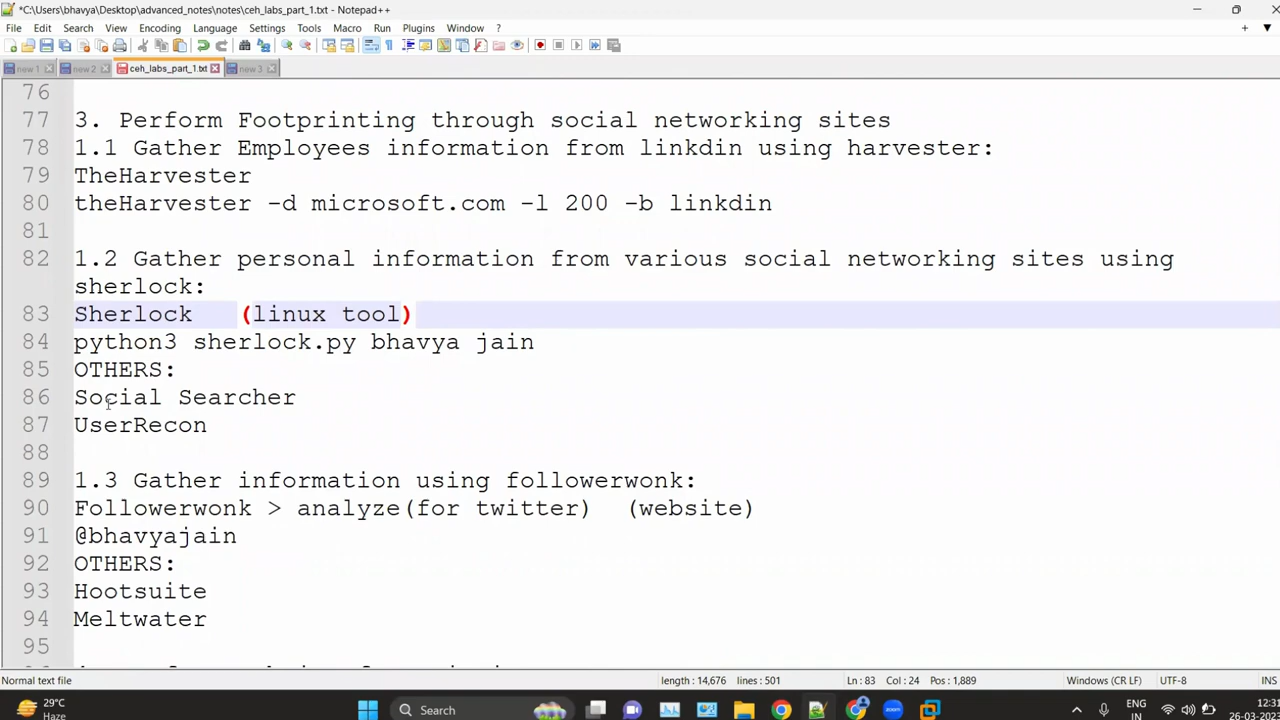 *C:\Users\bhavya\Desktop\advanced_notes\notes\ceh_labs_part_1.txt - Notepad++
File Edit Search View Encoding Language Settings Tools Macro Run Plugins Window ?
new 1 new 2 ceh_labs_part_1.txt new 3
76
77 3. Perform Footprinting through social networking sites
78 1.1 Gather Employees information from linkdin using harvester:
79 TheHarvester
80 theHarvester -d microsoft.com -l 200 -b linkdin
81
82 1.2 Gather personal information from various social networking sites using
sherlock:
83 Sherlock (linux tool)
84 python3 sherlock.py bhavya jain
85 OTHERS:
86 Social Searcher
87 UserRecon
88
89 1.3 Gather information using followerwonk:
90 Followerwonk > analyze(for twitter) (website)
91 @bhavyajain
92 OTHERS:
93 Hootsuite
94 Meltwater
95
Normal text file length : 14,676 lines : 501 Ln : 83 Col : 24 Pos : 1,889 Windows (CR LF) UTF-8 INS
29°C
Haze
Search
ENG
IN